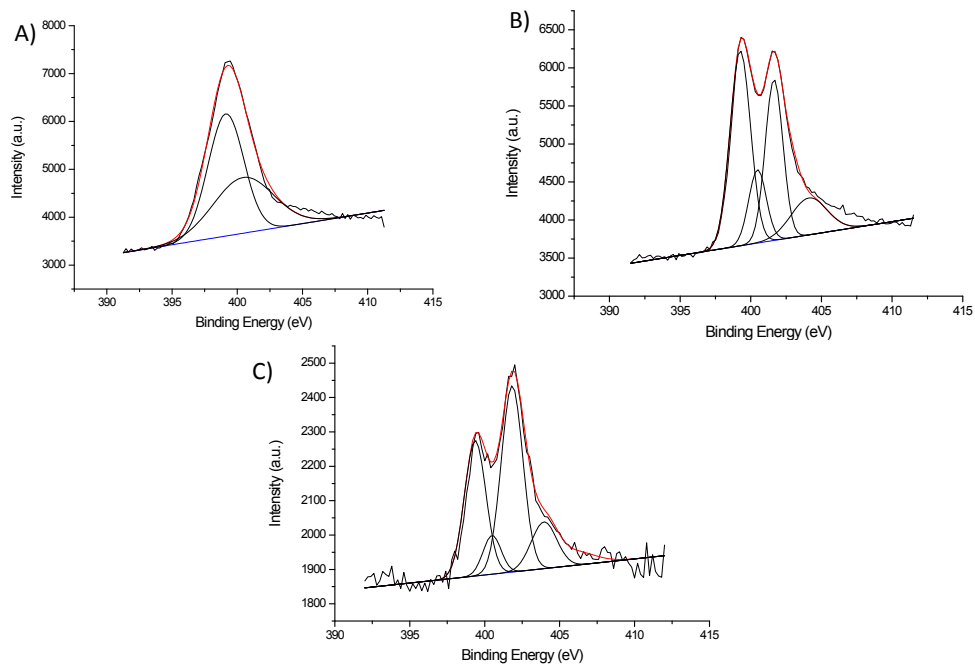 A)
8000
7000
6000
5000
4000
3000
Intensity (a.u.)
390 395 400 405 410 415
Binding Energy (eV)
B)
6500
6000
5500
5000
4500
4000
3500
3000
Intensity (a.u.)
390 395 400 405 410 415
Binding Energy (eV)
C)
2500
2400
2300
2200
2100
2000
1900
1800
Intensity (a.u.)
390 395 400 405 410 415
Binding Energy (eV)